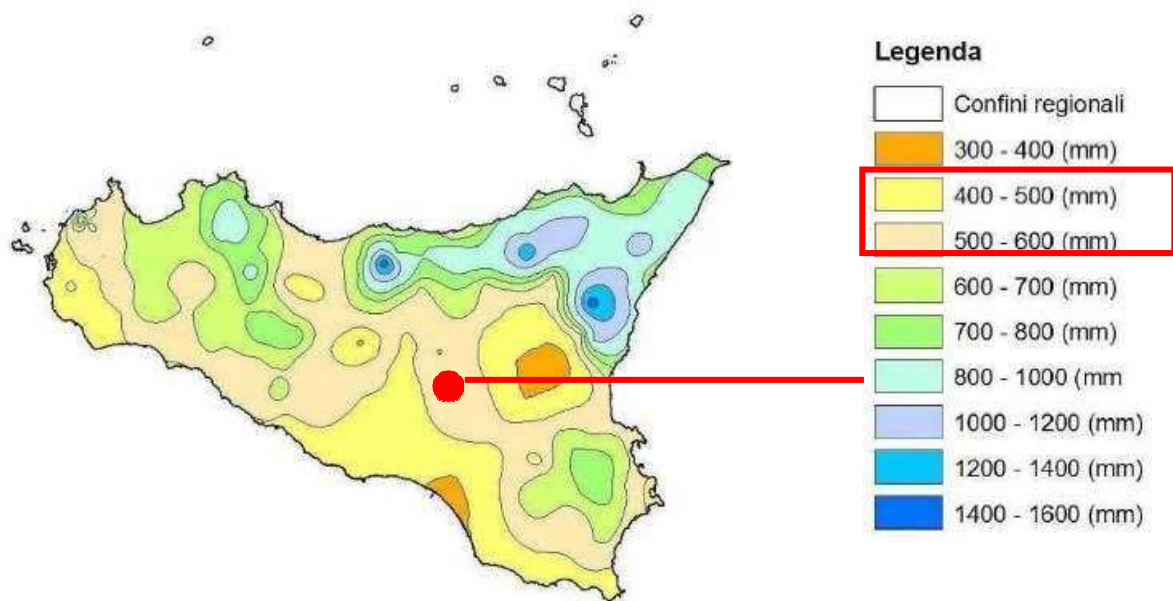 Legenda
Confini regionali
300 - 400 (mm)
400 - 500 (mm)
500 - 600 (mm)
600 - 700 (mm)
700 - 800 (mm)
800 - 1000 (mm
1000 - 1200 (mm)
1200 - 1400 (mm)
1400 - 1600 (mm)